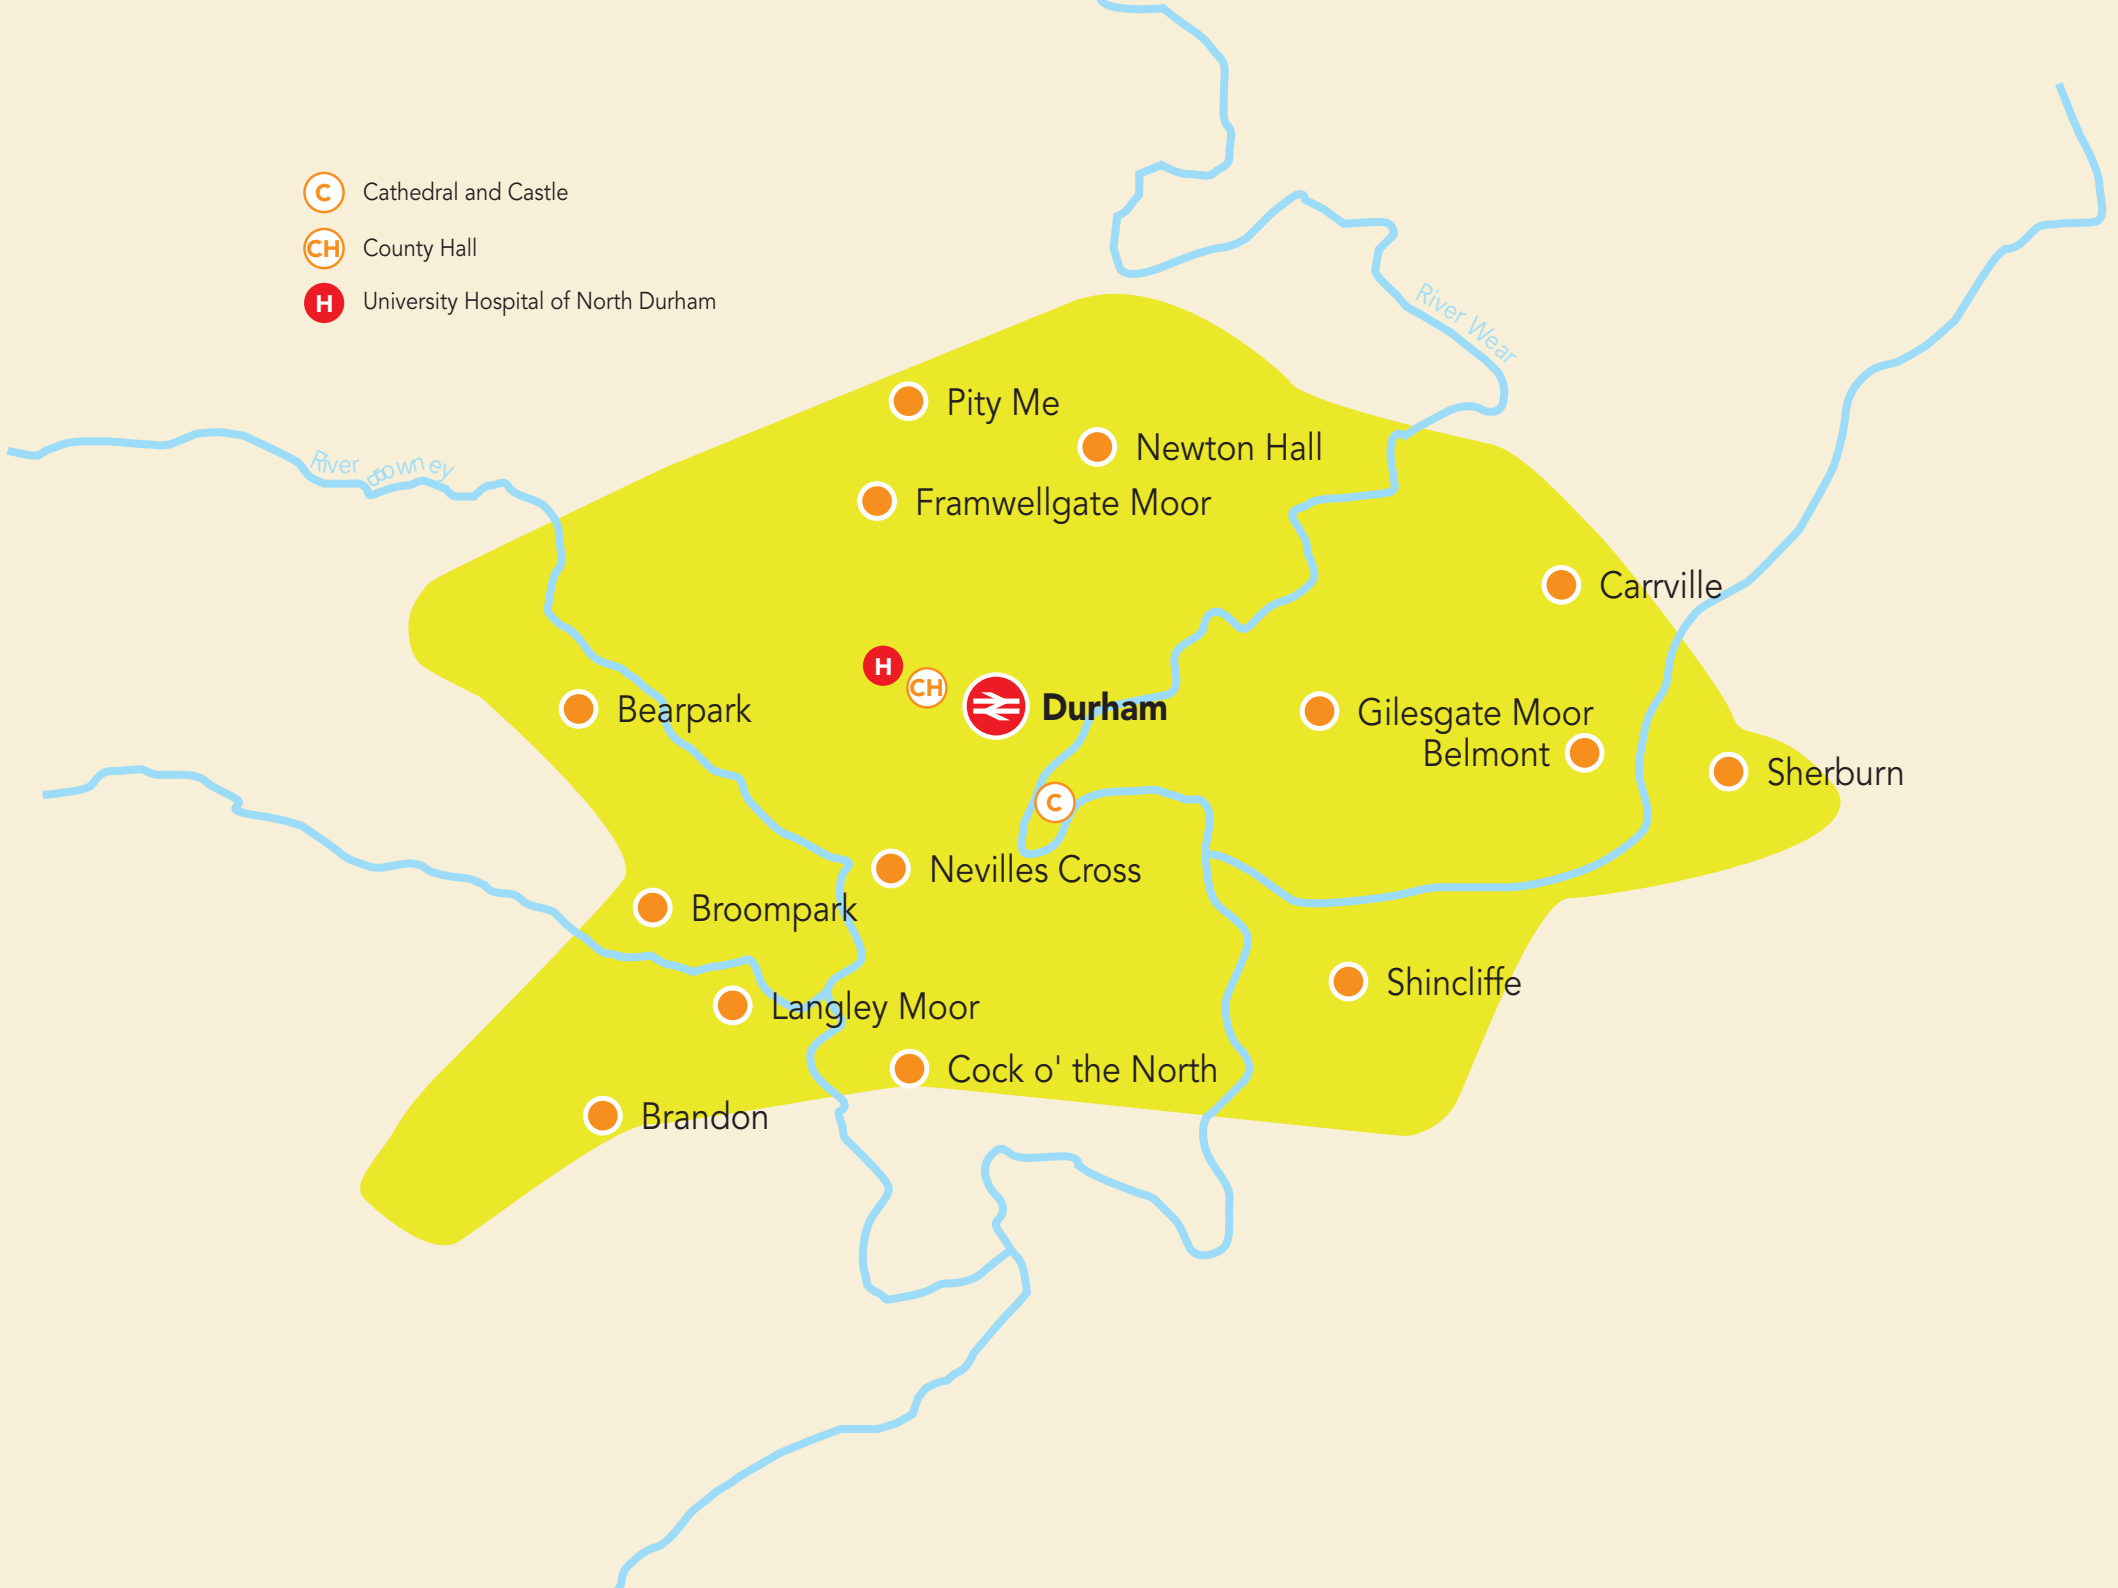 C Cathedral and Castle
CH County Hall
H University Hospital of North Durham
River Wear
Pity Me
Newton Hall
River
Framwellgate Moor
Carrville
H
CH
Durham
Bearpark
Gilesgate Moor
Belmont
Sherburn
C
Nevilles Cross
Broompark
Shincliffe
Langley Moor
Cock o' the North
Brandon